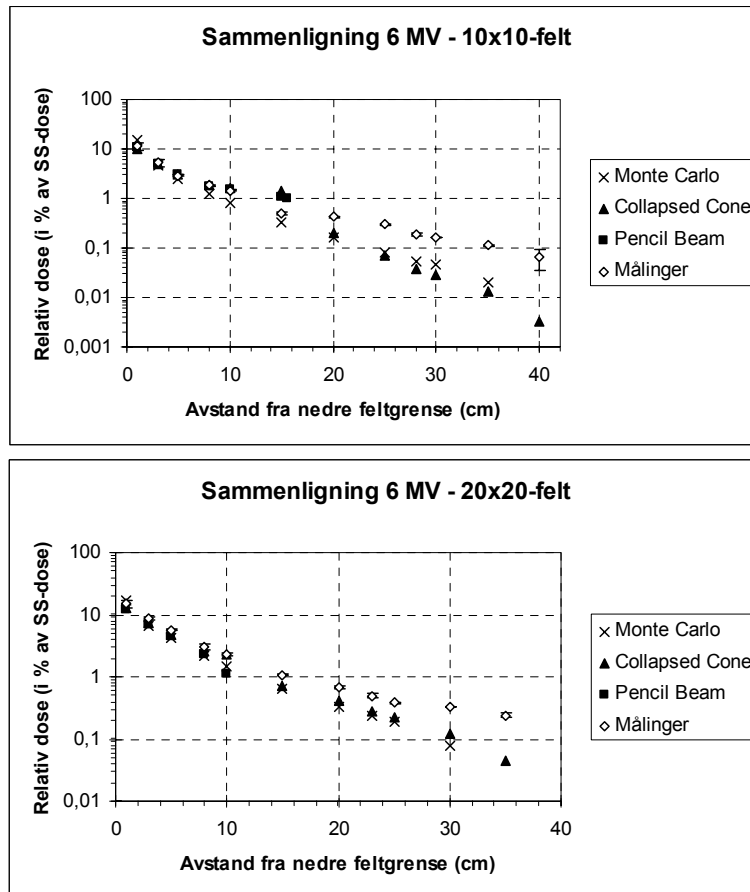 Sammenligning 6 MV - 10x10-felt
Relativ dose (i % av SS-dose)
100
10
1
0,1
0,01
0,001
0 10 20 30 40
Avstand fra nedre feltgrense (cm)
Monte Carlo
Collapsed Cone
Pencil Beam
Målinger
Sammenligning 6 MV - 20x20-felt
Relativ dose (i % av SS-dose)
100
10
1
0,1
0,01
0 10 20 30 40
Avstand fra nedre feltgrense (cm)
Monte Carlo
Collapsed Cone
Pencil Beam
Målinger